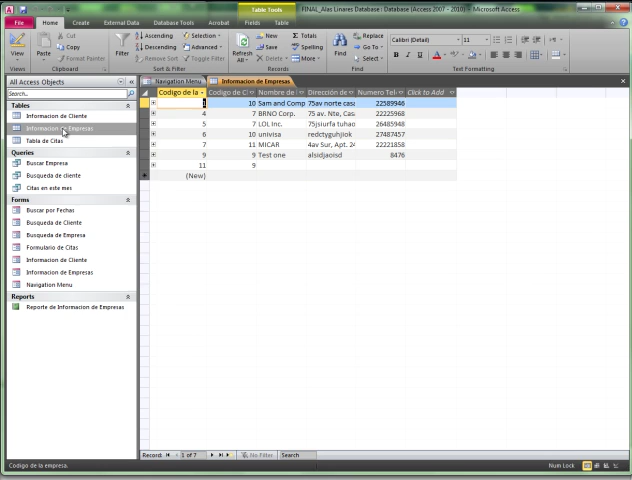 Table Tools
FINAL_Alas Linares Database : Database (Access 2007 - 2010) - Microsoft Access
File Home Create External Data Database Tools Acrobat Fields Table
View
Views
Paste
Cut
Copy
Format Painter
Clipboard
Filter
Ascending
Descending
Remove Sort
Selection
Advanced
Toggle Filter
Sort & Filter
Refresh All
New
Save
Delete
Totals
Spelling
More
Records
Find
Replace
Go To
Select
Find
Calibri (Detail) 11
B I U
Text Formatting
All Access Objects
Search...
Tables
Informacion de Cliente
Informacion de Empresas
Tabla de Citas
Queries
Buscar Empresa
Busqueda de cliente
Citas en este mes
Forms
Buscar por Fechas
Busqueda de Cliente
Busqueda de Empresa
Formulario de Citas
Informacion de Cliente
Informacion de Empresas
Navigation Menu
Reports
Reporte de Informacion de Empresas
Navigation Menu Informacion de Empresas
Codigo de la Codigo de Cl Nombre de Dirección de Numero Tel Click to Add
1 10 Sam and Comp 75av norte casa 22589946
4 7 BRNO Corp. 75 av. Nte, Cas 22225968
5 7 LOL Inc. 26485948
6 10 univisa redctyguhjiok 27487457
7 11 MICAR 4av Sur, Apt. 24 22221858
9 9 Test one alsidjaoisd 8476
11 9
(New)
Record: 1 of 7 No Filter Search
Codigo de la empresa.
Num Lock